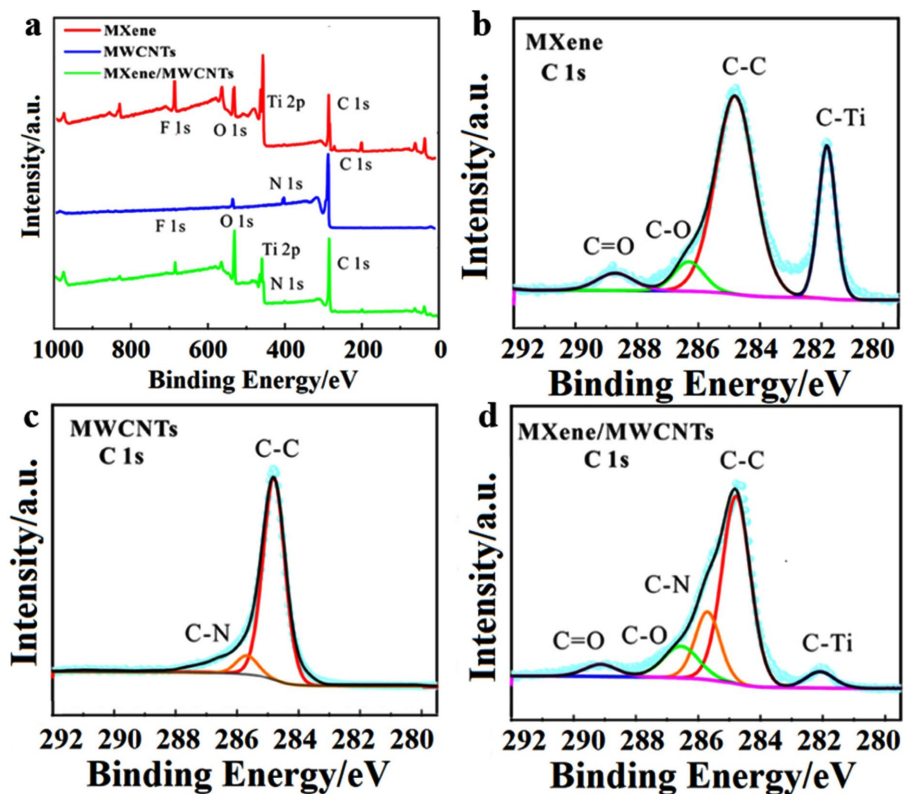 a
MXene
MWCNTs
MXene/MWCNTs
Ti 2p
C 1s
F 1s
O 1s
C 1s
N 1s
F 1s
O 1s
Ti 2p
N 1s
C 1s
Intensity/a.u.
1000 800 600 400 200 0
Binding Energy/eV
b
MXene
C 1s
C-C
C-Ti
C-O
C=O
Intensity/a.u.
292 290 288 286 284 282 280
Binding Energy/eV
c
MWCNTs
C 1s
C-C
C-N
Intensity/a.u.
292 290 288 286 284 282 280
Binding Energy/eV
d
MXene/MWCNTs
C 1s
C-C
C-N
C=O
C-O
C-Ti
Intensity/a.u.
292 290 288 286 284 282 280
Binding Energy/eV